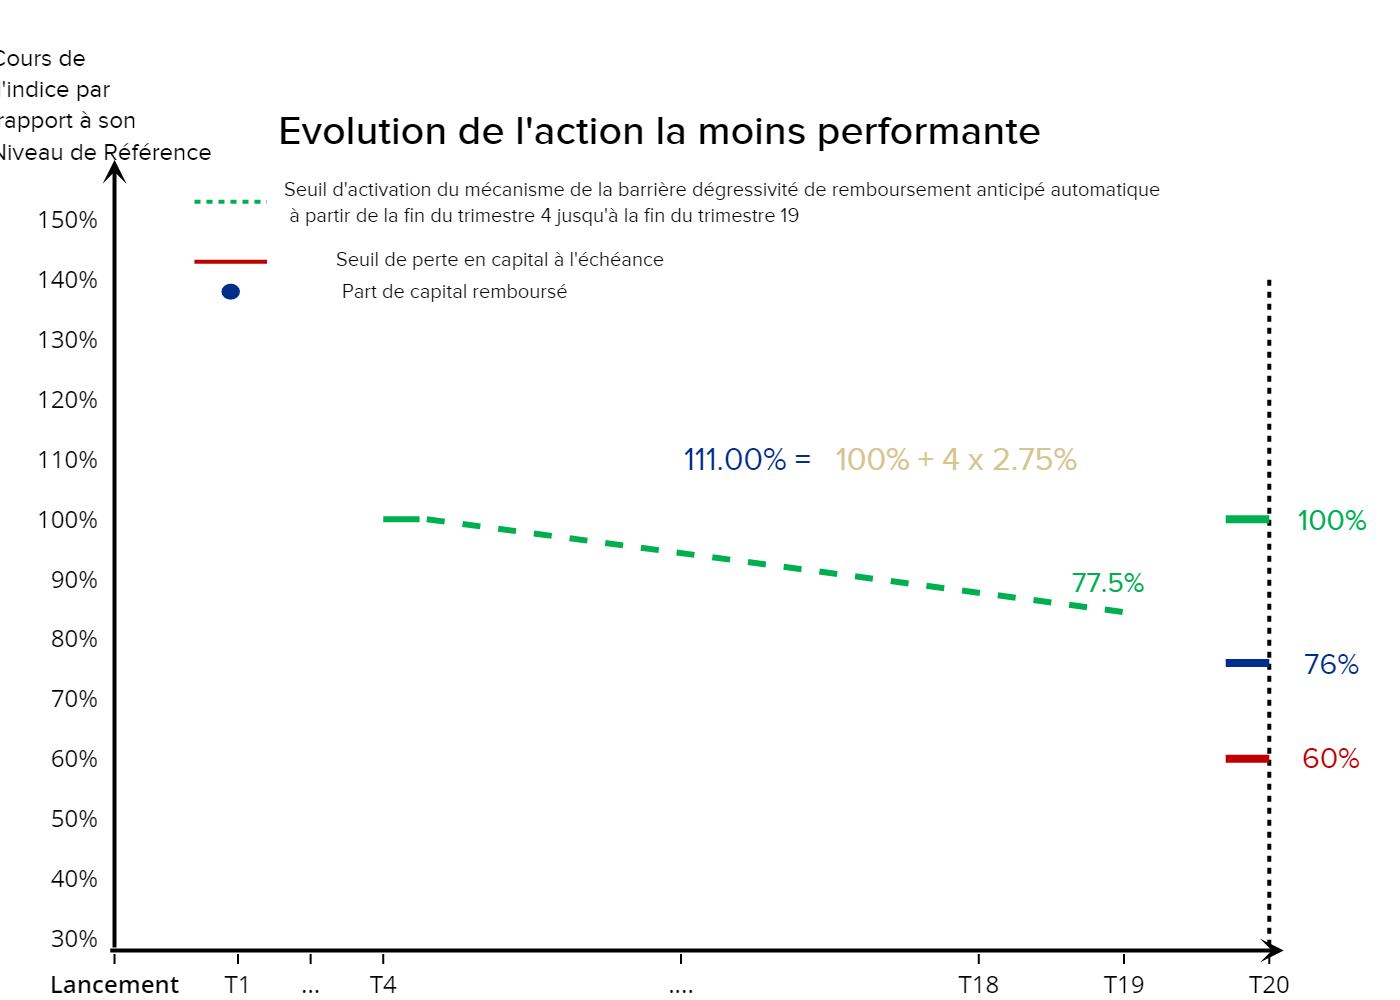 Cours de
l'indice par
rapport à son
Niveau de Référence
Evolution de l'action la moins performante
Seuil d'activation du mécanisme de la barrière dégressivité de remboursement anticipé automatique
à partir de la fin du trimestre 4 jusqu'à la fin du trimestre 19
Seuil de perte en capital à l'échéance
Part de capital remboursé
150%
140%
130%
120%
110%
100%
90%
80%
70%
60%
50%
40%
30%
111.00% = 100% + 4 x 2.75%
77.5%
100%
76%
60%
Lancement T1 ... T4 .... T18 T19 T20